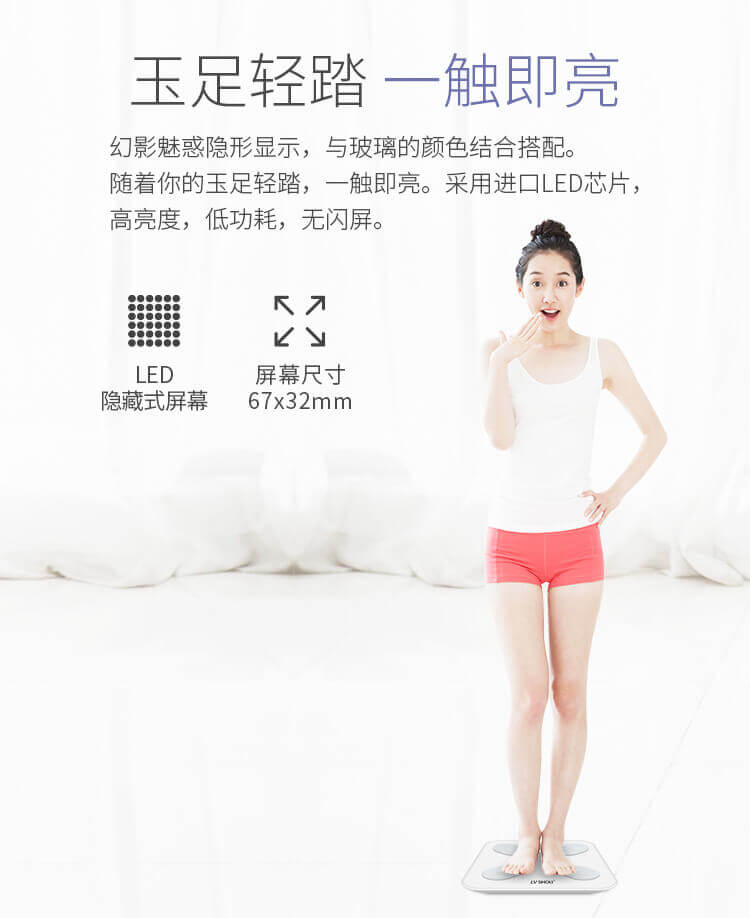 玉足轻踏 一触即亮
幻影魅惑隐形显示，与玻璃的颜色结合搭配。
随着你的玉足轻踏，一触即亮。采用进口LED芯片，
高亮度，低功耗，无闪屏。
LED
隐藏式屏幕
屏幕尺寸
67x32mm
LV SHOU